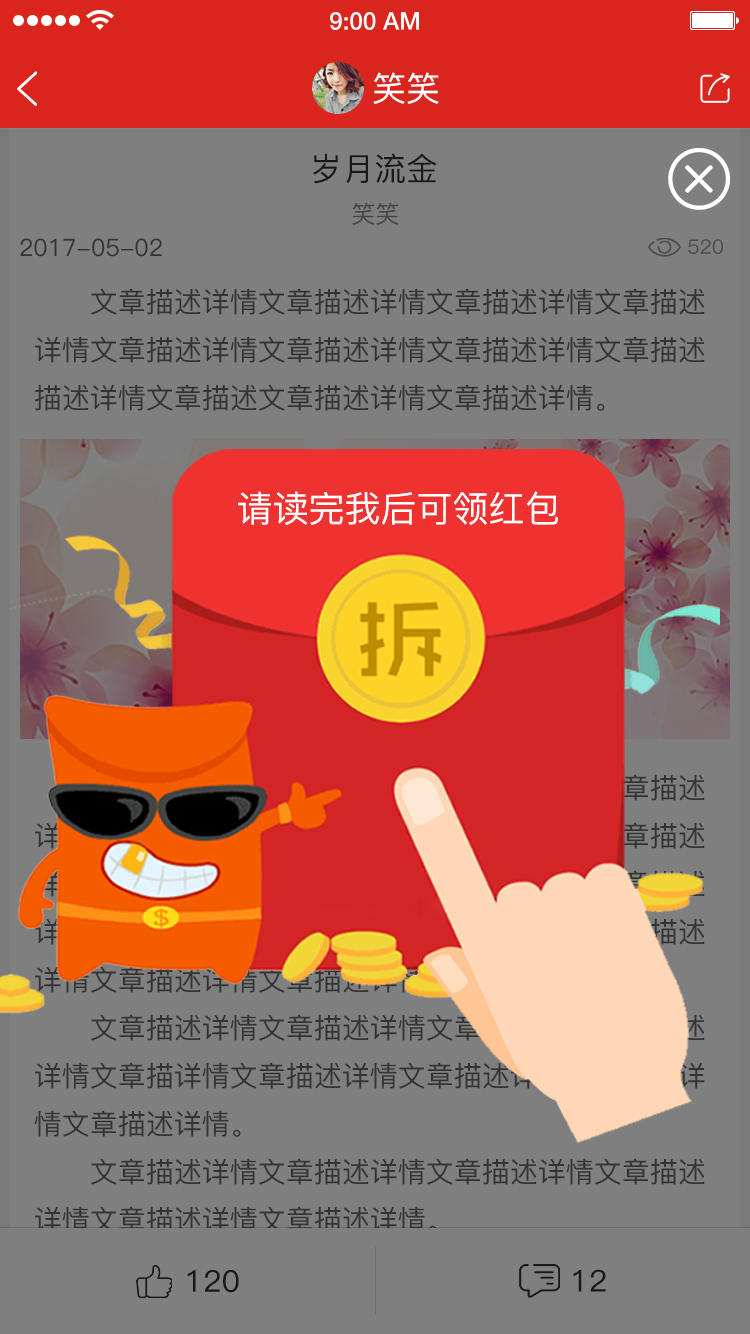 9:00 AM
笑笑
岁月流金
笑笑
2017-05-02
520
文章描述详情文章描述详情文章描述详情文章描述
详情文章描述详情文章描述详情文章描述详情文章描述
描述详情文章描述文章描述详情文章描述详情。
请读完我后可领红包
拆
章描述
详
章描述
$
详
描述
详情文章描述详情文章描述详
文章描述详情文章描述详情文章
述
详情文章描详情文章描述详情文章描述
详
情文章描述详情。
文章描述详情文章描述详情文章描述详情文章描述
详情文章描述详情文章描述详情。
120
12